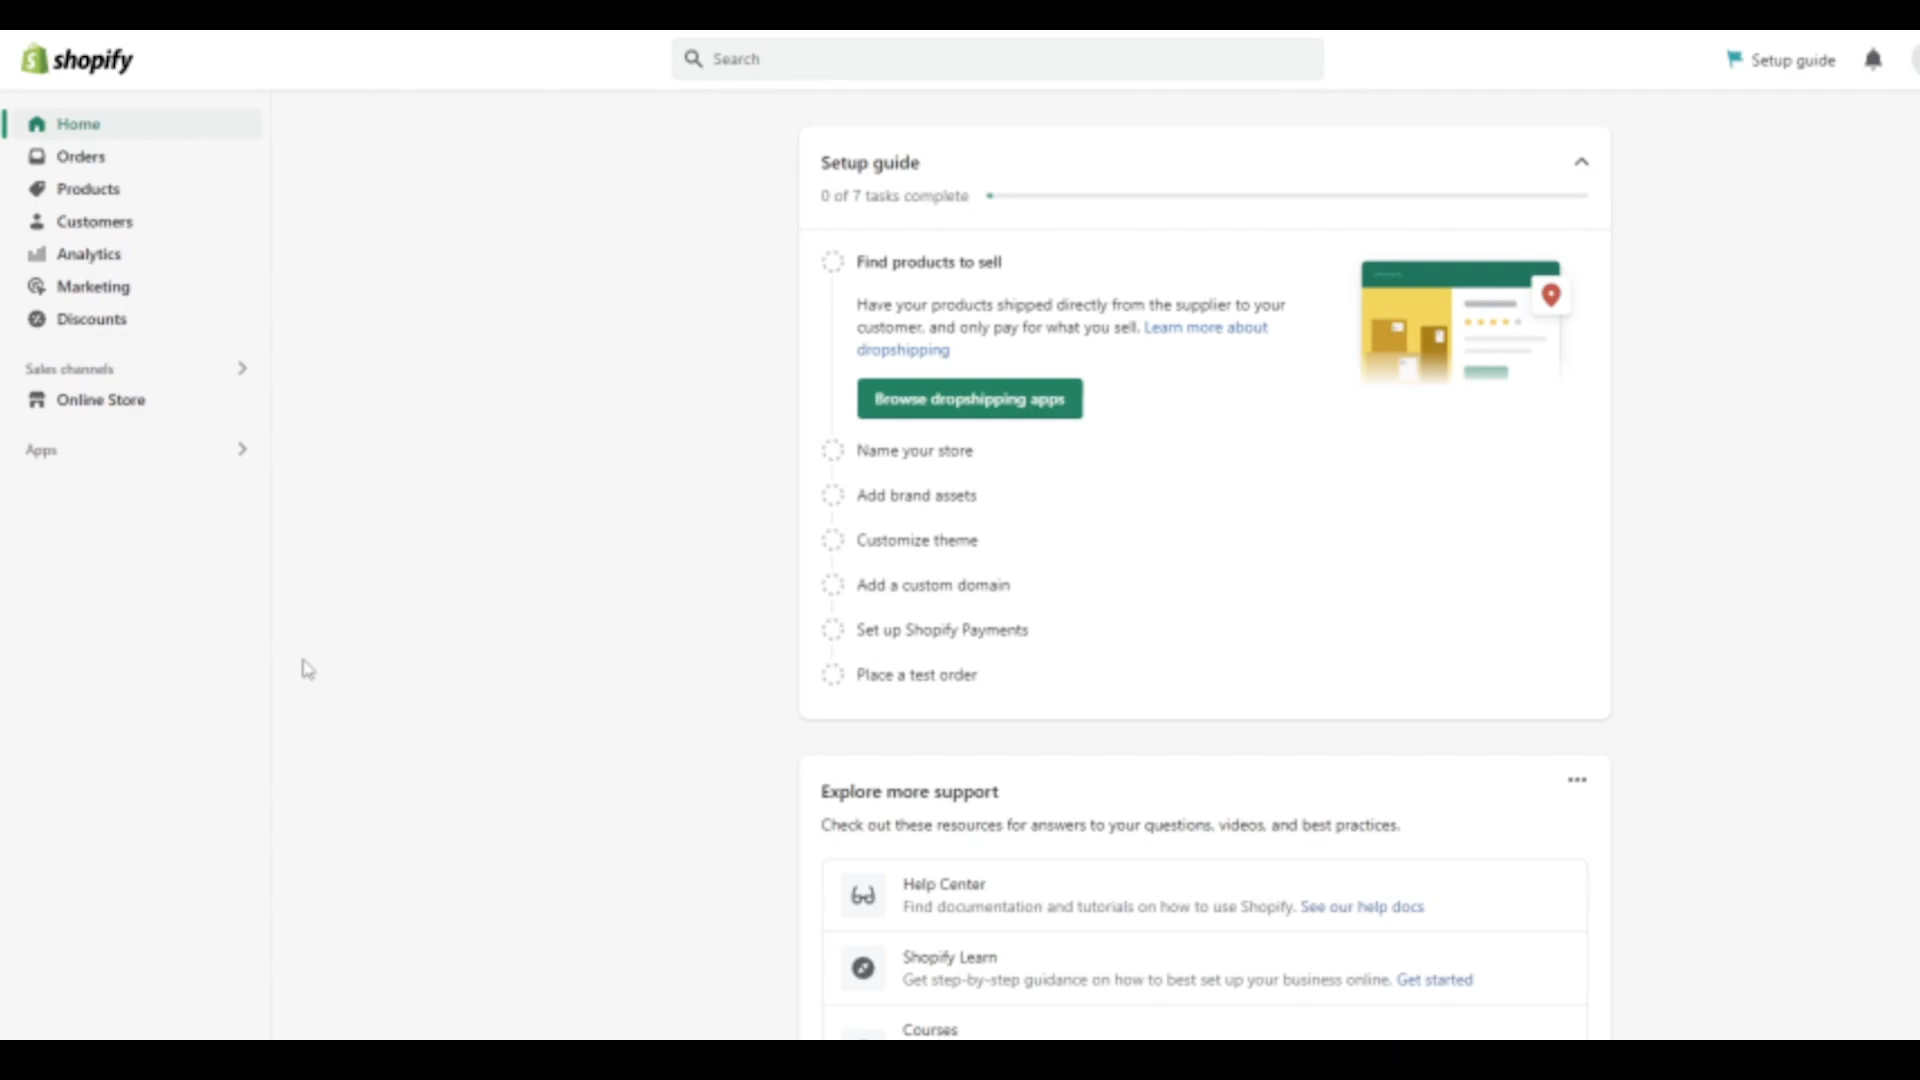 shopify
Search
Setup guide
Home
Orders
Products
Customers
Analytics
Marketing
Discounts
Sales channels
Online Store
Apps
Setup guide
0 of 7 tasks complete
Find products to sell
Have your products shipped directly from the supplier to your
customer, and only pay for what you sell. Learn more about
dropshipping
Browse dropshipping apps
Name your store
Add brand assets
Customize theme
Add a custom domain
Set up Shopify Payments
Place a test order
Explore more support
Check out these resources for answers to your questions, videos, and best practices.
Help Center
Find documentation and tutorials on how to use Shopify. See our help docs
Shopify Learn
Get step-by-step guidance on how to best set up your business online. Get started
Courses